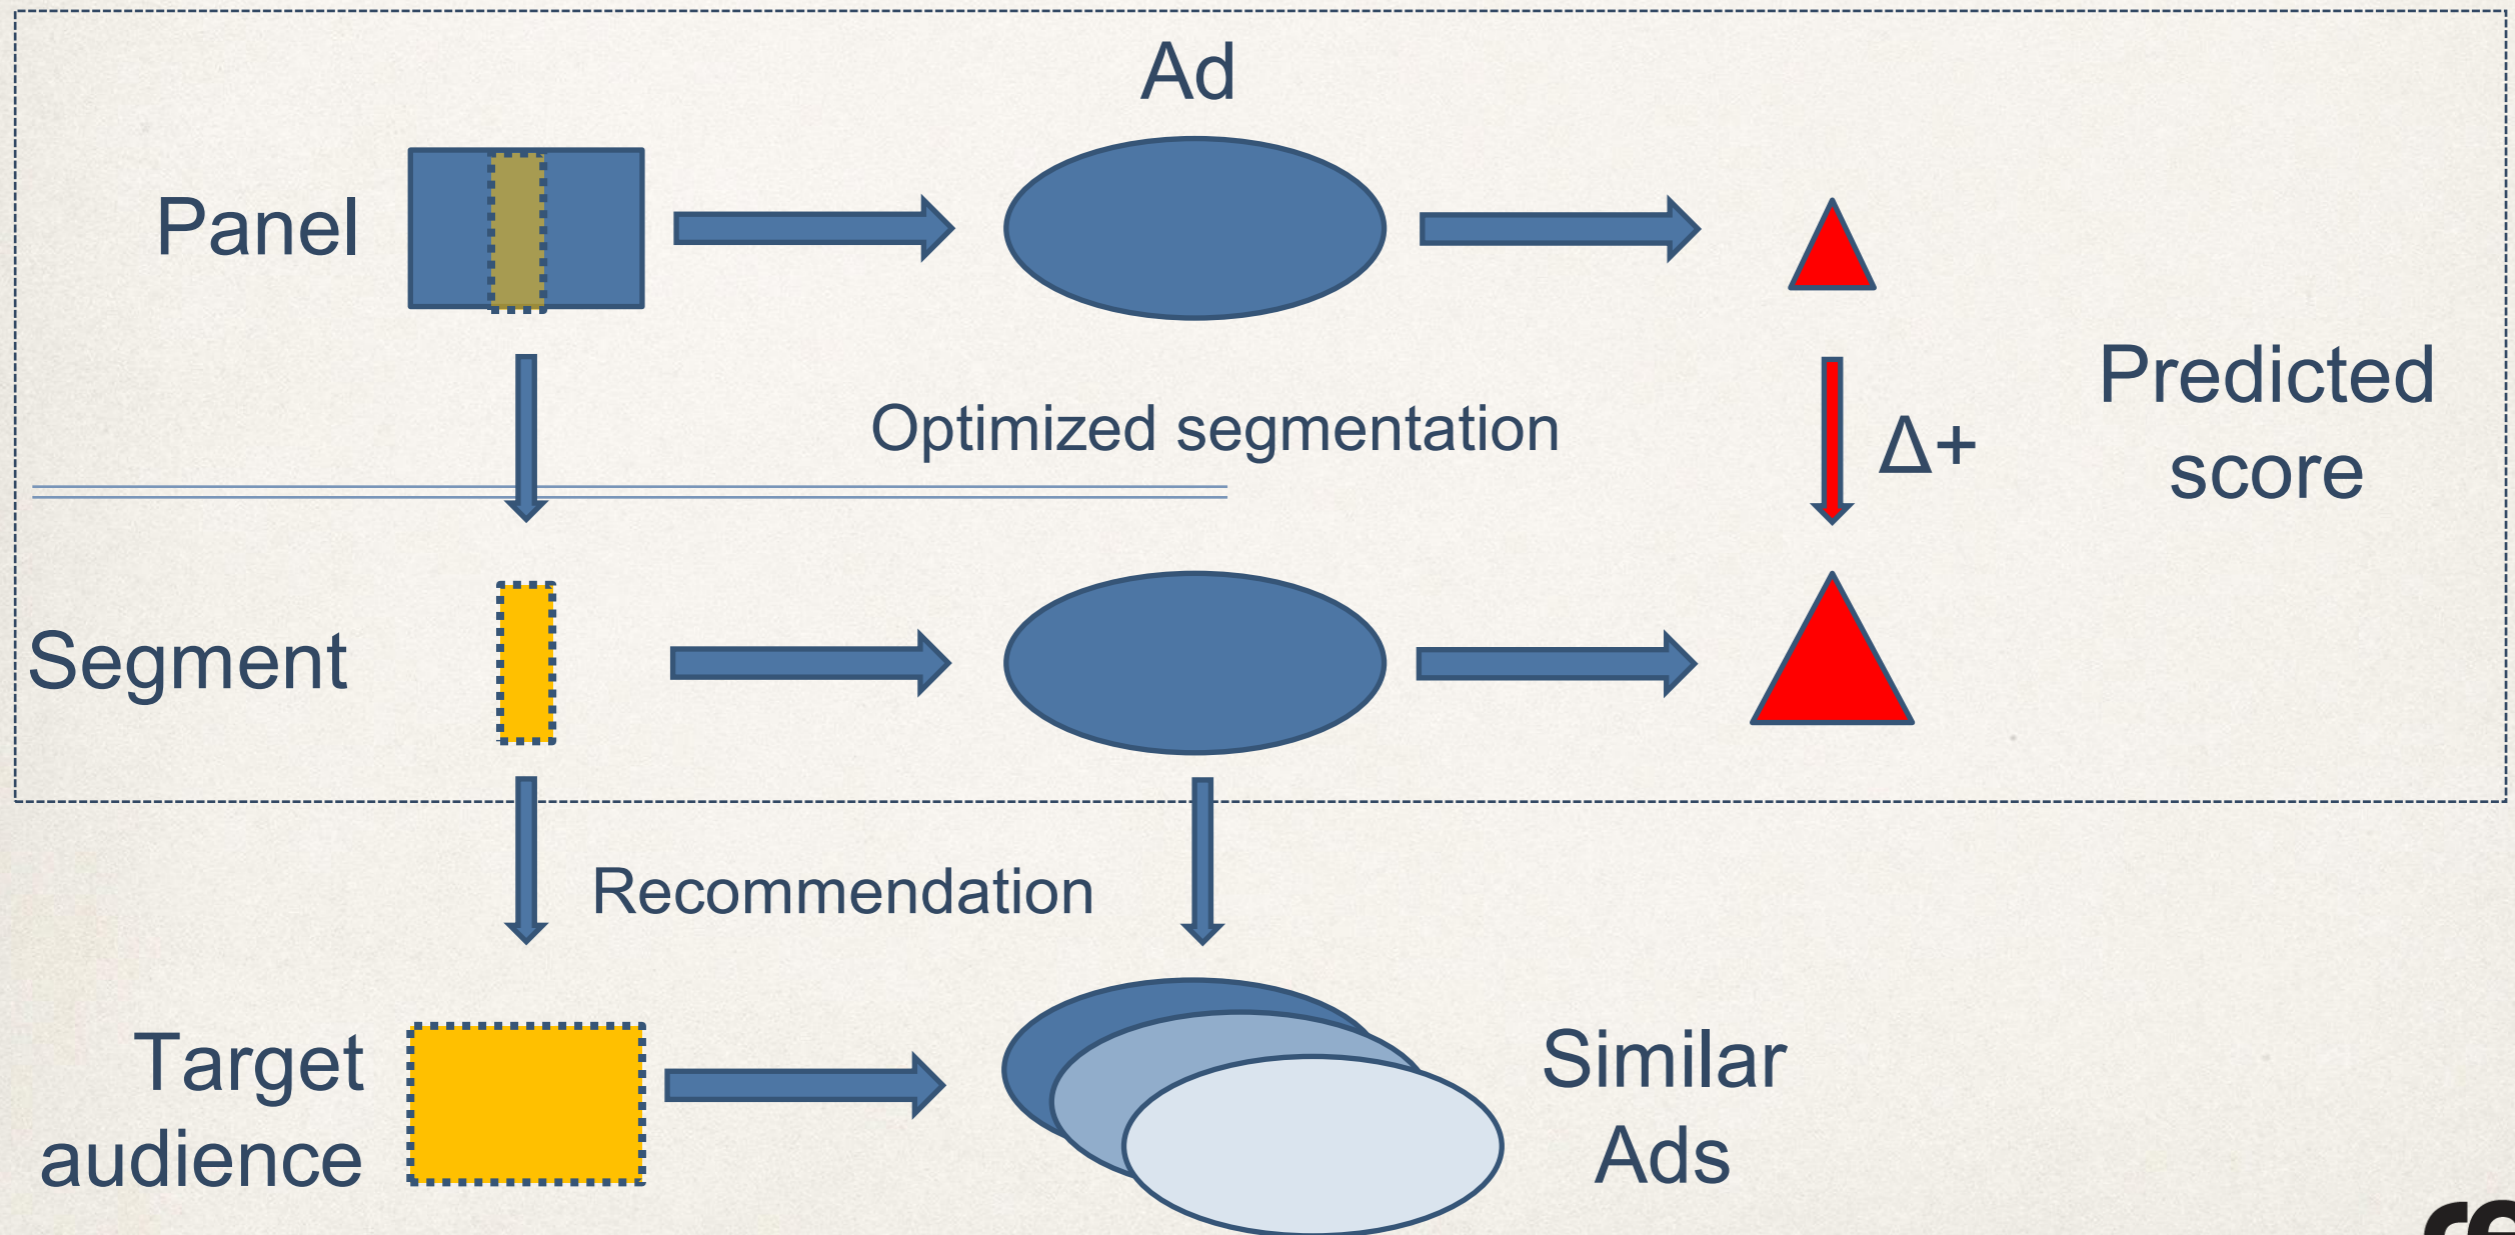 Ad
Panel
Optimized segmentation
Δ+
Predicted
score
Segment
Recommendation
Target
audience
Similar
Ads